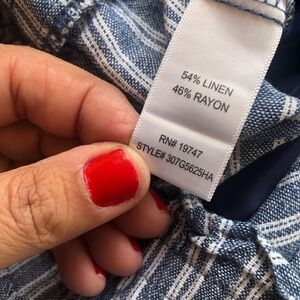 54% LINEN
46% RAYON
RN# 19747
STYLE# 307G5625HA